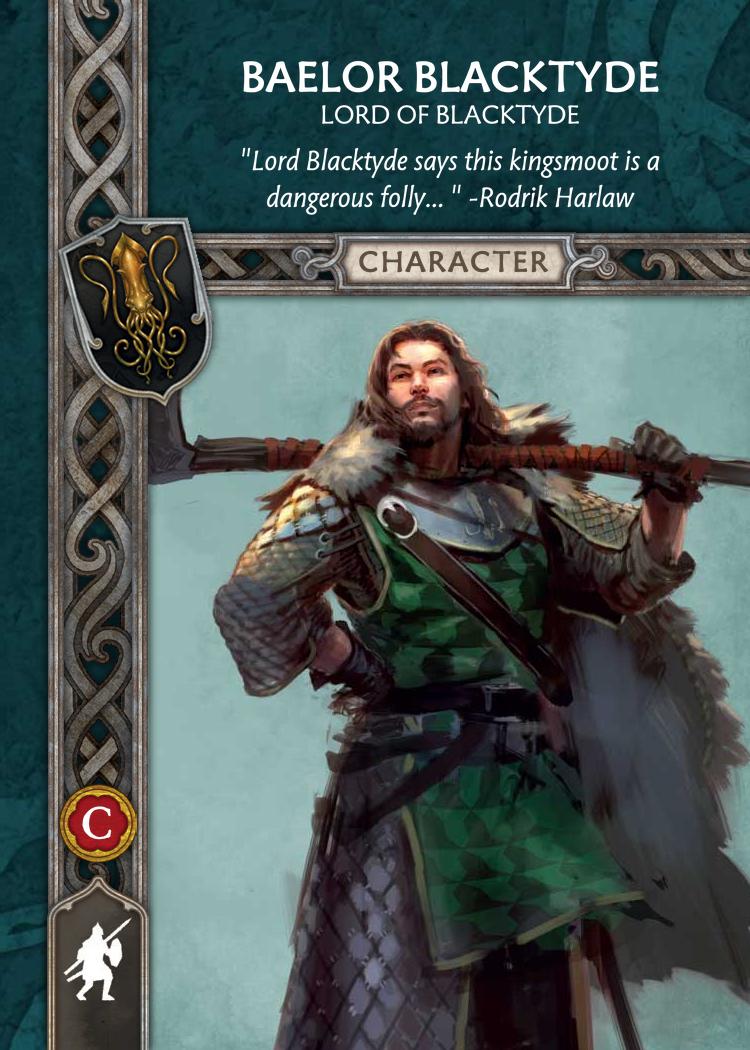 BAELOR BLACKTYDE
LORD OF BLACKTYDE
"Lord Blacktyde says this kingsmoot is a
dangerous folly... " -Rodrik Harlaw
CHARACTER
C